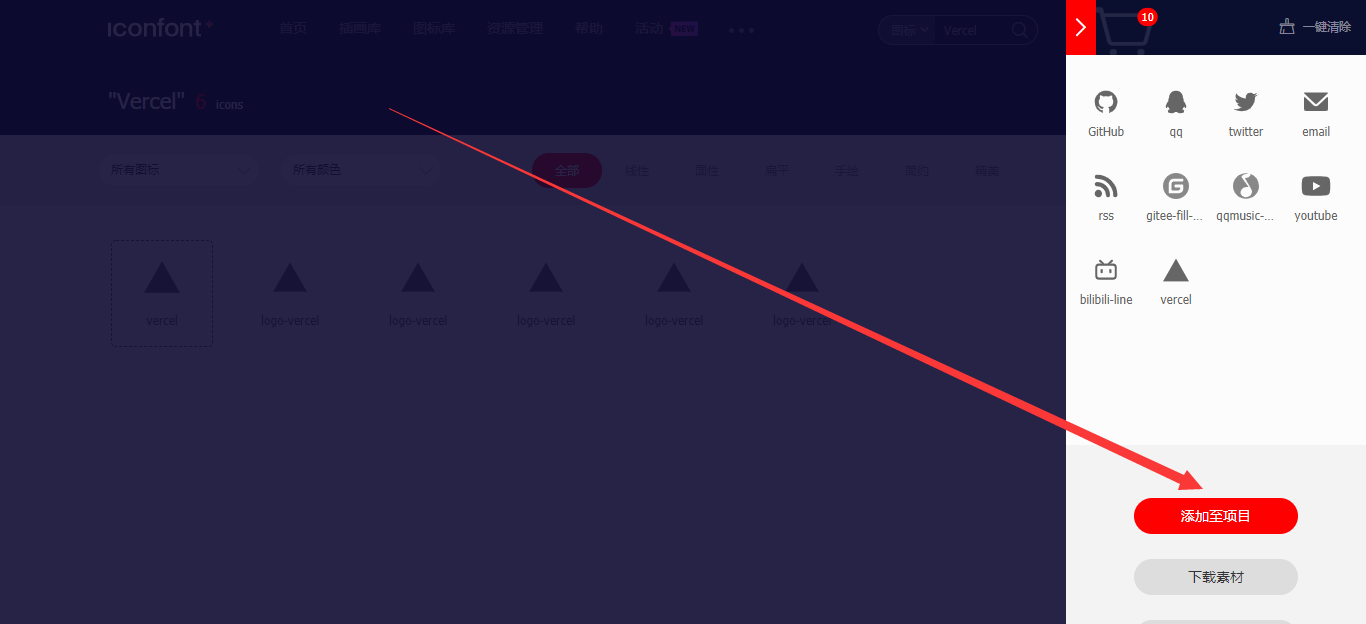 iconfont+
首页 插画库 图标库 资源管理 帮助 活动 NEW
图标 Vercel
10
一键清除
"Vercel" 6 icons
所有图标 所有颜色 全部 线性 面性 扁平 手绘 简约 精美
vercel logo-vercel logo-vercel logo-vercel logo-vercel logo-vercel
GitHub qq twitter email
rss gitee-fill-... qqmusic-... youtube
bilibili-line vercel
添加至项目
下载素材